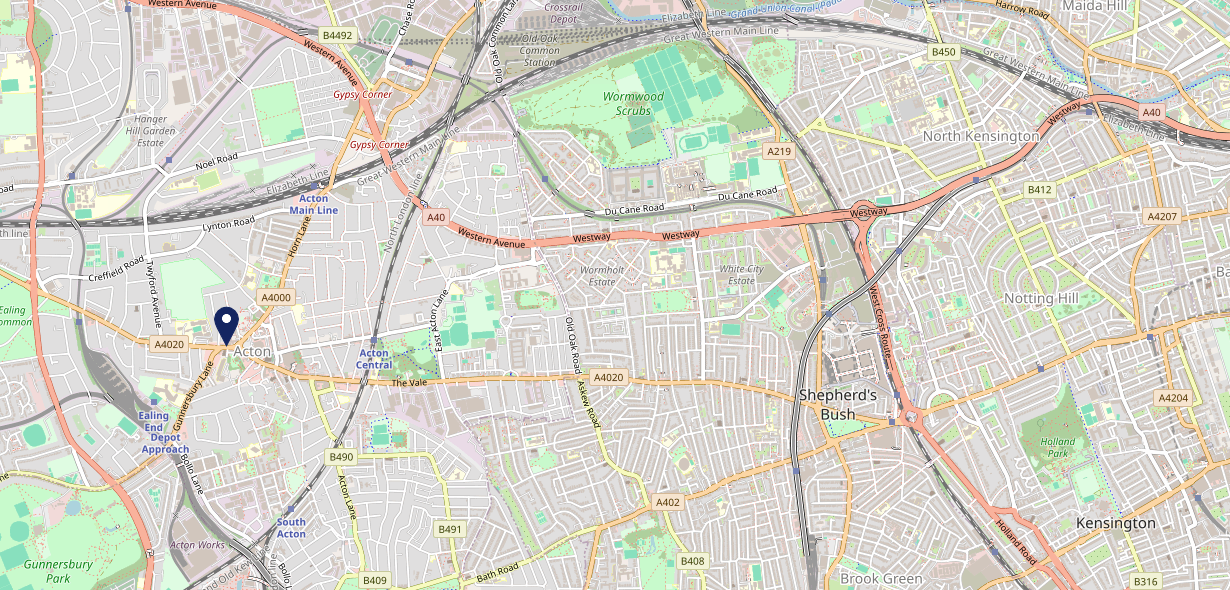 Western Avenue
Crossrail
Depot
Elizabeth Line
Grand Union Canal
Harrow Road
Maida Hill
B4492
Chase Road
Old Oak Common Lane
Old Oak
Common
Station
Great Western Main Line
B450
Great Western Main Line
Western Avenue
Gypsy Corner
Wormwood
Scrubs
Westway
A40
Hanger
Hill Garden
Estate
Gypsy Corner
North Kensington
Elizabeth Line
A219
Noel Road
Great Western Main Line
Elizabeth Line
B412
Acton
Main Line
Du Cane Road
Du Cane Road
North London line
A40
Westway
A4207
Lynton Road
Horn Lane
Western Avenue
Westway
Westway
Creffield Road
Twyford Avenue
Wormholt
Estate
White City
Estate
Notting Hill
A4000
Ealing
Common
East Acton Lane
Old Oak Road
West Cross Route
A4020
Acton
Acton
Central
The Vale
A4020
Gunnersbury Lane
Askew Road
Shepherd's
Bush
A4204
Ealing
End
Depot
Approach
Holland
Park
B490
Bollo Lane
Acton Lane
A402
South
Acton
B491
Kensington
Holland Road
Acton Works
Gunnersbury
Park
B408
Bath Road
B409
Brook Green
B316